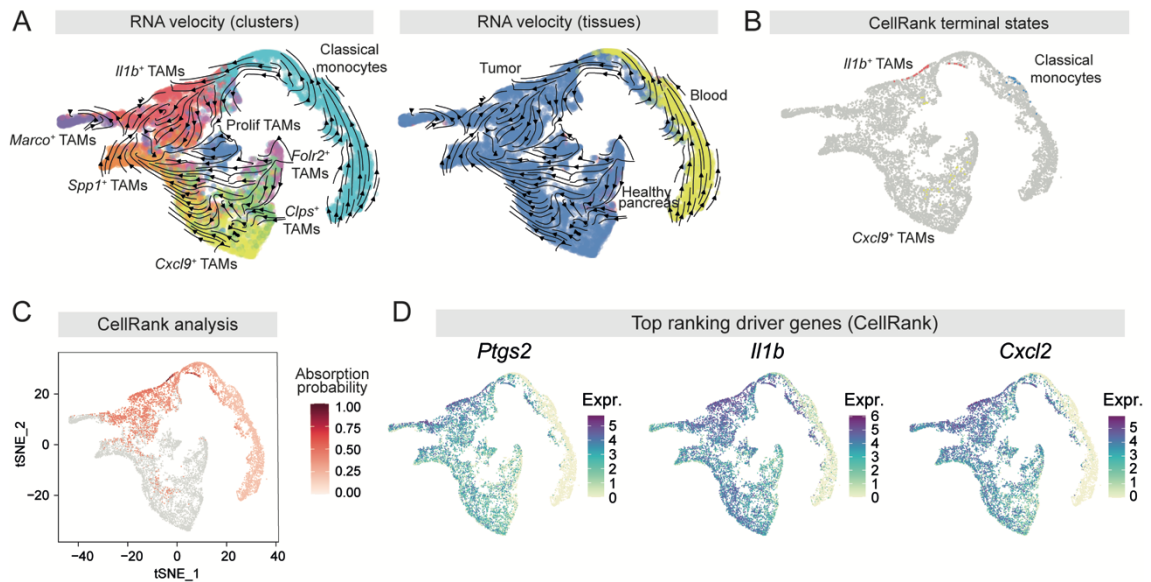 A
RNA velocity (clusters)
Il1b+ TAMs
Classical
monocytes
Marco+ TAMs
Prolif TAMs
Folr2+
TAMs
Spp1+ TAMs
Clps+
TAMs
Cxcl9+ TAMs
RNA velocity (tissues)
Tumor
Blood
Healthy
pancreas
B
CellRank terminal states
Il1b+ TAMs
Classical
monocytes
Cxcl9+ TAMs
C
CellRank analysis
Absorption
probability
1.00
0.75
0.50
0.25
0.00
tSNE_2
20
0
−20
−40 −20 0 20 40
tSNE_1
D
Top ranking driver genes (CellRank)
Ptgs2
Expr.
5
4
3
2
1
0
Il1b
Expr.
6
5
4
3
2
1
0
Cxcl2
Expr.
5
4
3
2
1
0